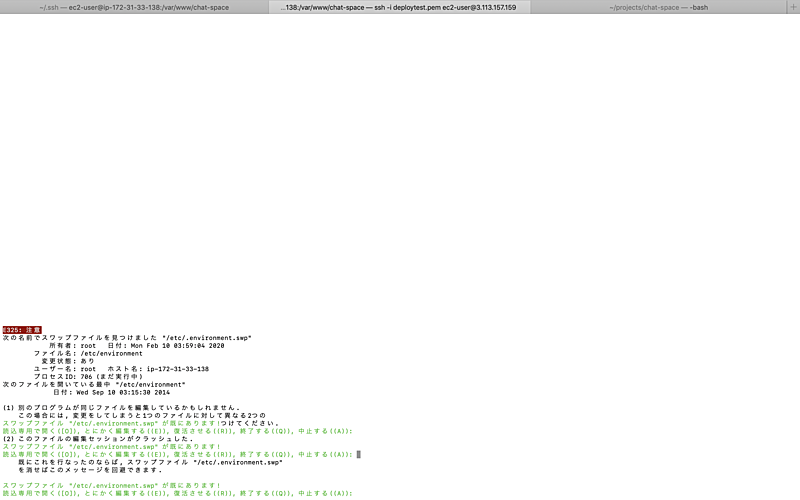 ~/.ssh — ec2-user@ip-172-31-33-138:/var/www/chat-space
...138:/var/www/chat-space — ssh -i deploytest.pem ec2-user@3.113.157.159
~/projects/chat-space — -bash
E325: 注意
次の名前でスワップファイルを見つけました "/etc/.environment.swp"
所有者: root 日付: Mon Feb 10 03:59:04 2020
ファイル名: /etc/environment
変更状態: あり
ユーザー名: root ホスト名: ip-172-31-33-138
プロセスID: 706 (まだ実行中)
次のファイルを開いている最中 "/etc/environment"
日付: Wed Sep 10 03:15:30 2014
(1) 別のプログラムが同じファイルを編集しているかもしれません.
この場合には, 変更をしてしまうと1つのファイルに対して異なる2つの
スワップファイル "/etc/.environment.swp" が既にあります!つけてください.
読込専用で開く([O]), とにかく編集する((E)), 復活させる((R)), 終了する((Q)), 中止する((A)):
(2) このファイルの編集セッションがクラッシュした.
スワップファイル "/etc/.environment.swp" が既にあります!
読込専用で開く([O]), とにかく編集する((E)), 復活させる((R)), 終了する((Q)), 中止する((A)):
既にこれを行なったのならば, スワップファイル "/etc/.environment.swp"
を消せばこのメッセージを回避できます.
スワップファイル "/etc/.environment.swp" が既にあります!
読込専用で開く([O]), とにかく編集する((E)), 復活させる((R)), 終了する((Q)), 中止する((A)):